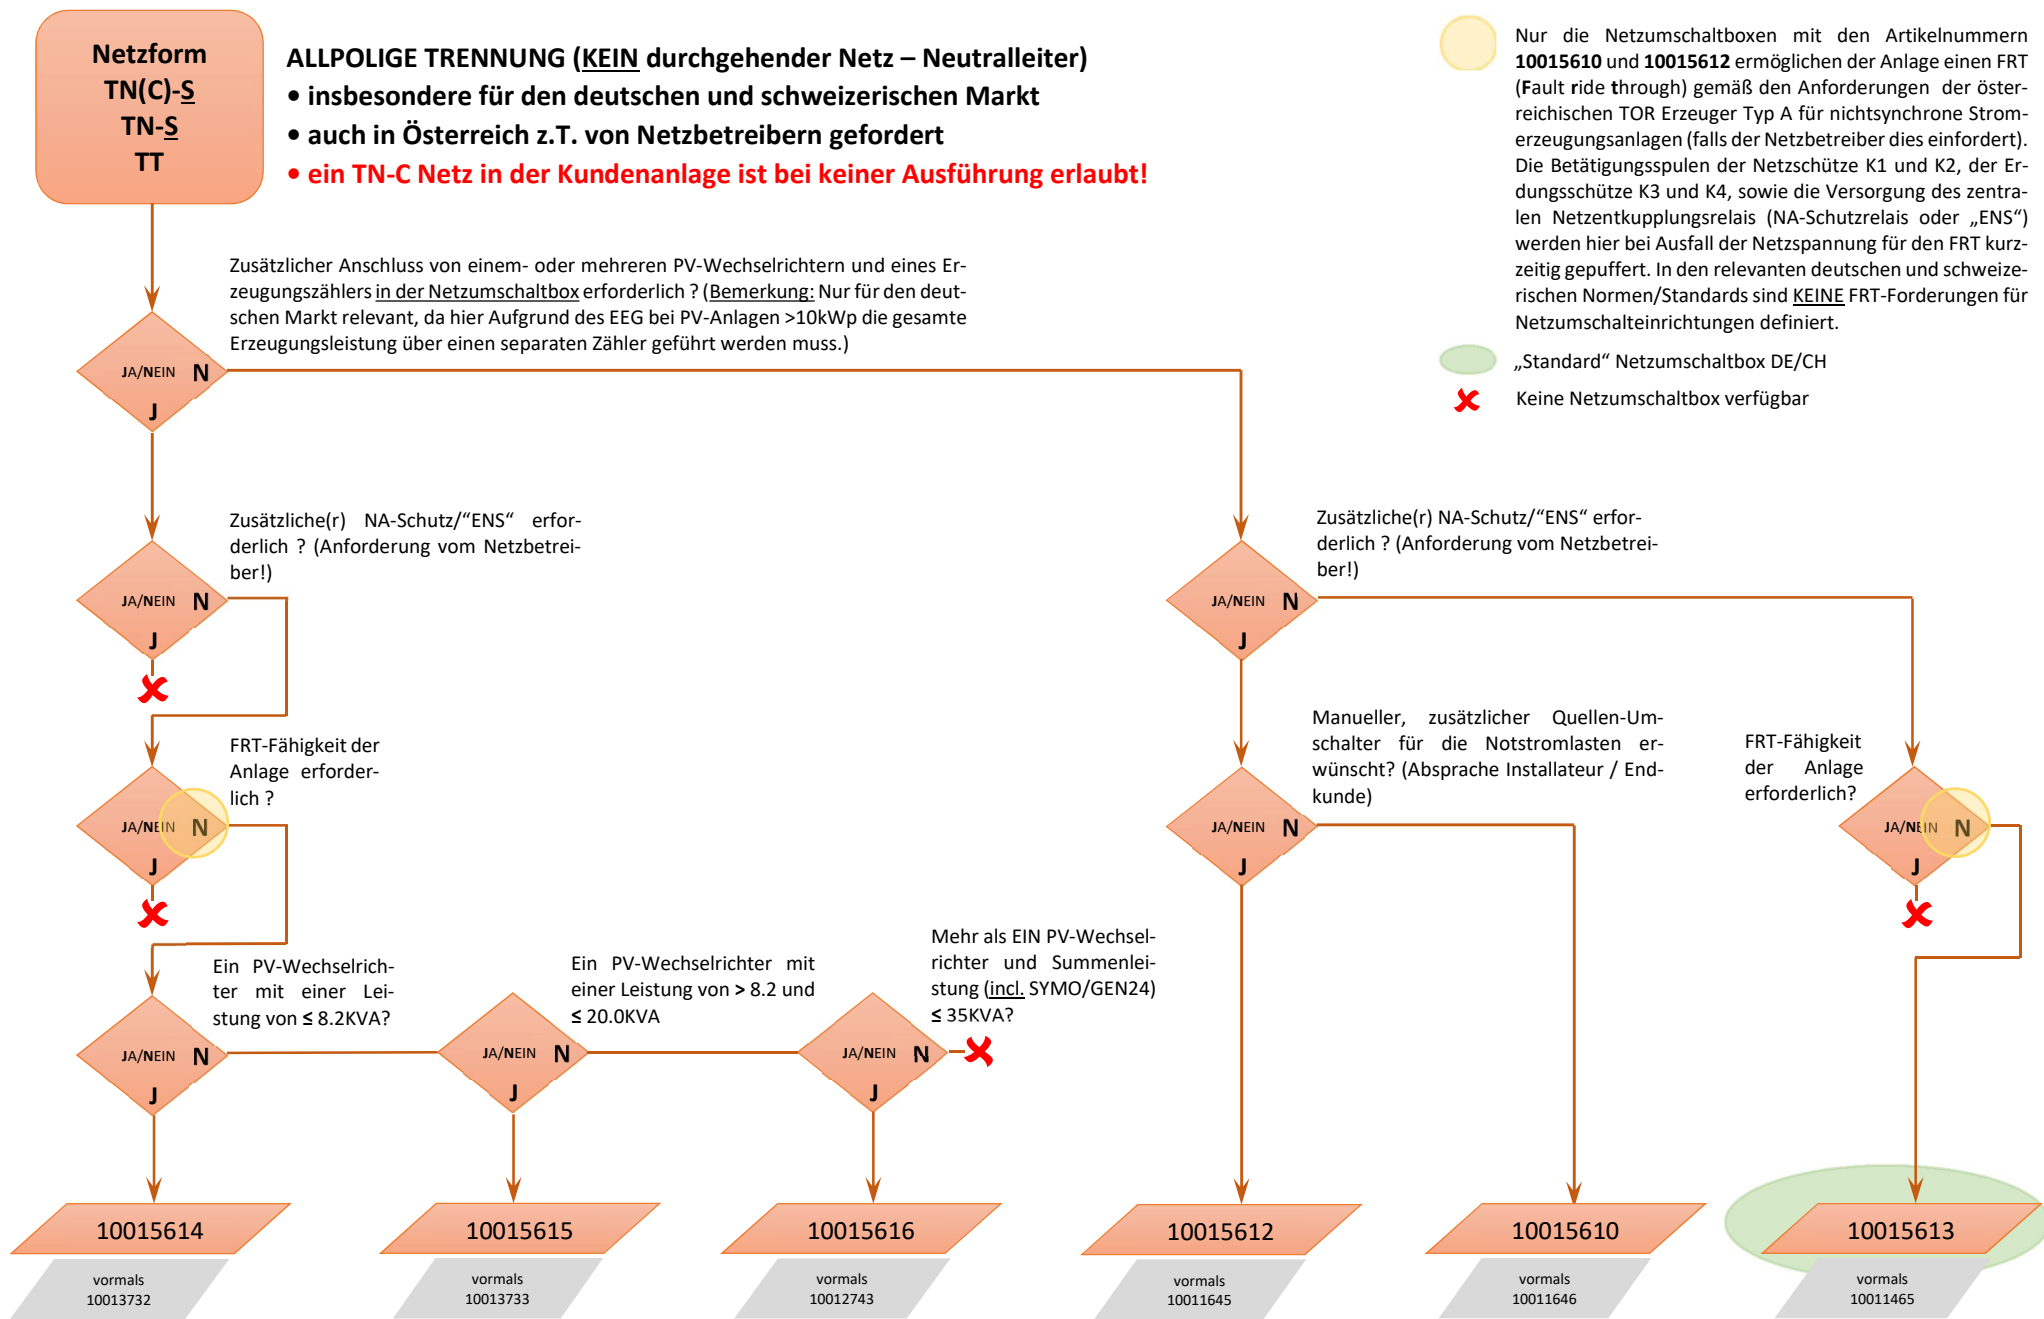 Netzform
TN(C)-S
TN-S
TT
ALLPOLIGE TRENNUNG (KEIN durchgehender Netz – Neutralleiter)
• insbesondere für den deutschen und schweizerischen Markt
• auch in Österreich z.T. von Netzbetreibern gefordert
• ein TN-C Netz in der Kundenanlage ist bei keiner Ausführung erlaubt!
Nur die Netzumschaltboxen mit den Artikelnummern
10015610 und 10015612 ermöglichen der Anlage einen FRT
(Fault ride through) gemäß den Anforderungen der öster-
reichischen TOR Erzeuger Typ A für nichtsynchrone Strom-
erzeugungsanlagen (falls der Netzbetreiber dies einfordert).
Die Betätigungsspulen der Netzschütze K1 und K2, der Er-
dungsschütze K3 und K4, sowie die Versorgung des zentra-
len Netzentkupplungsrelais (NA-Schutzrelais oder „ENS“)
werden hier bei Ausfall der Netzspannung für den FRT kurz-
zeitig gepuffert. In den relevanten deutschen und schweize-
rischen Normen/Standards sind KEINE FRT-Forderungen für
Netzumschalteinrichtungen definiert.
„Standard“ Netzumschaltbox DE/CH
Keine Netzumschaltbox verfügbar
Zusätzlicher Anschluss von einem- oder mehreren PV-Wechselrichtern und eines Er-
zeugungszählers in der Netzumschaltbox erforderlich ? (Bemerkung: Nur für den deut-
schen Markt relevant, da hier Aufgrund des EEG bei PV-Anlagen >10kWp die gesamte
Erzeugungsleistung über einen separaten Zähler geführt werden muss.)
JA/NEIN N
J
Zusätzliche(r) NA-Schutz/“ENS“ erfor-
derlich ? (Anforderung vom Netzbetrei-
ber!)
JA/NEIN N
J
Zusätzliche(r) NA-Schutz/“ENS“ erfor-
derlich ? (Anforderung vom Netzbetrei-
ber!)
JA/NEIN N
J
FRT-Fähigkeit der
Anlage erforder-
lich ?
JA/NEIN N
J
Manueller, zusätzlicher Quellen-Um-
schalter für die Notstromlasten er-
wünscht? (Absprache Installateur / End-
kunde)
JA/NEIN N
J
FRT-Fähigkeit
der Anlage
erforderlich?
JA/NEIN N
J
Ein PV-Wechselrich-
ter mit einer Lei-
stung von ≤ 8.2KVA?
JA/NEIN N
J
Ein PV-Wechselrichter mit
einer Leistung von > 8.2 und
≤ 20.0KVA
JA/NEIN N
J
Mehr als EIN PV-Wechsel-
richter und Summenlei-
stung (incl. SYMO/GEN24)
≤ 35KVA?
JA/NEIN N
J
10015614
vormals
10013732
10015615
vormals
10013733
10015616
vormals
10012743
10015612
vormals
10011645
10015610
vormals
10011646
10015613
vormals
10011465